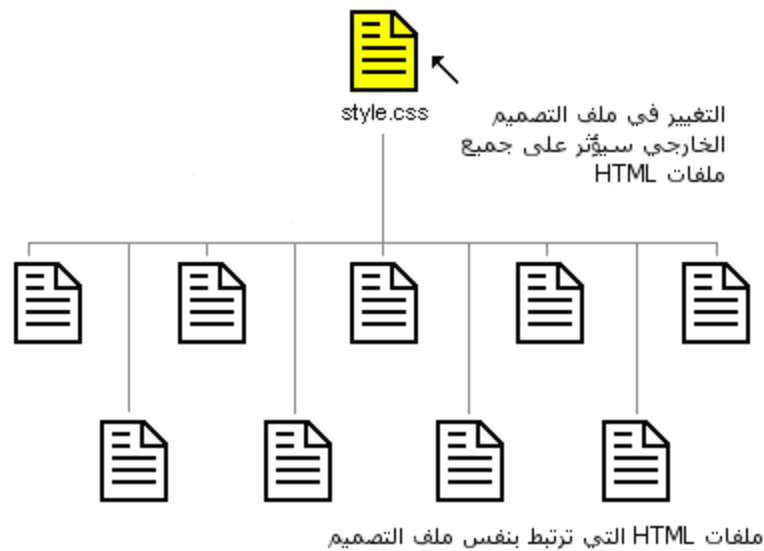 style.css
التغيير في ملف التصميم
الخارجي سيؤثر على جميع
ملفات HTML
ملفات HTML التي ترتبط بنفس ملف التصميم